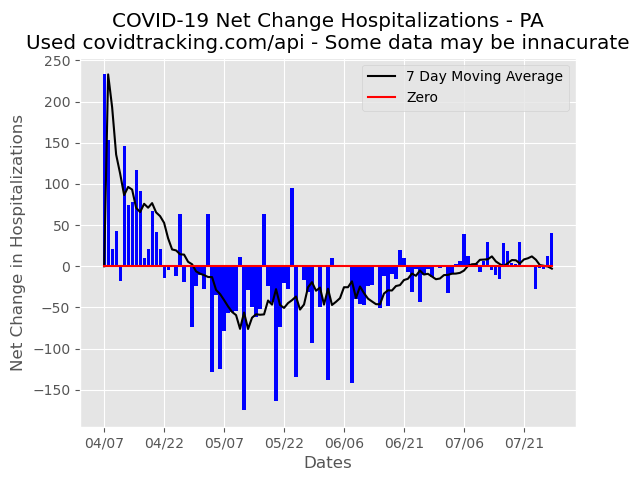 COVID-19 Net Change Hospitalizations - PA
Used covidtracking.com/api - Some data may be innacurate
250
200
150
100
50
0
−50
−100
−150
Net Change in Hospitalizations
7 Day Moving Average
Zero
04/07 04/22 05/07 05/22 06/06 06/21 07/06 07/21
Dates